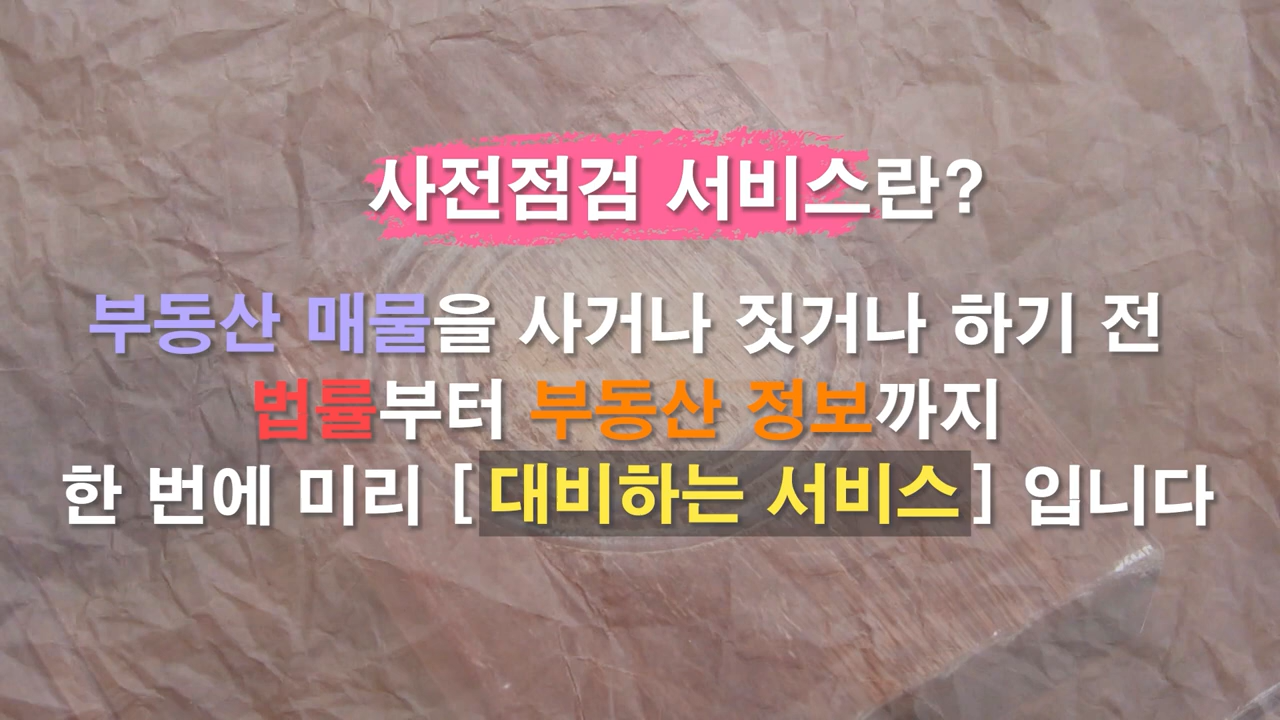 사전점검 서비스란?
부동산 매물을 사거나 짓거나 하기 전
법률부터 부동산 정보까지
한 번에 미리 [대비하는 서비스] 입니다